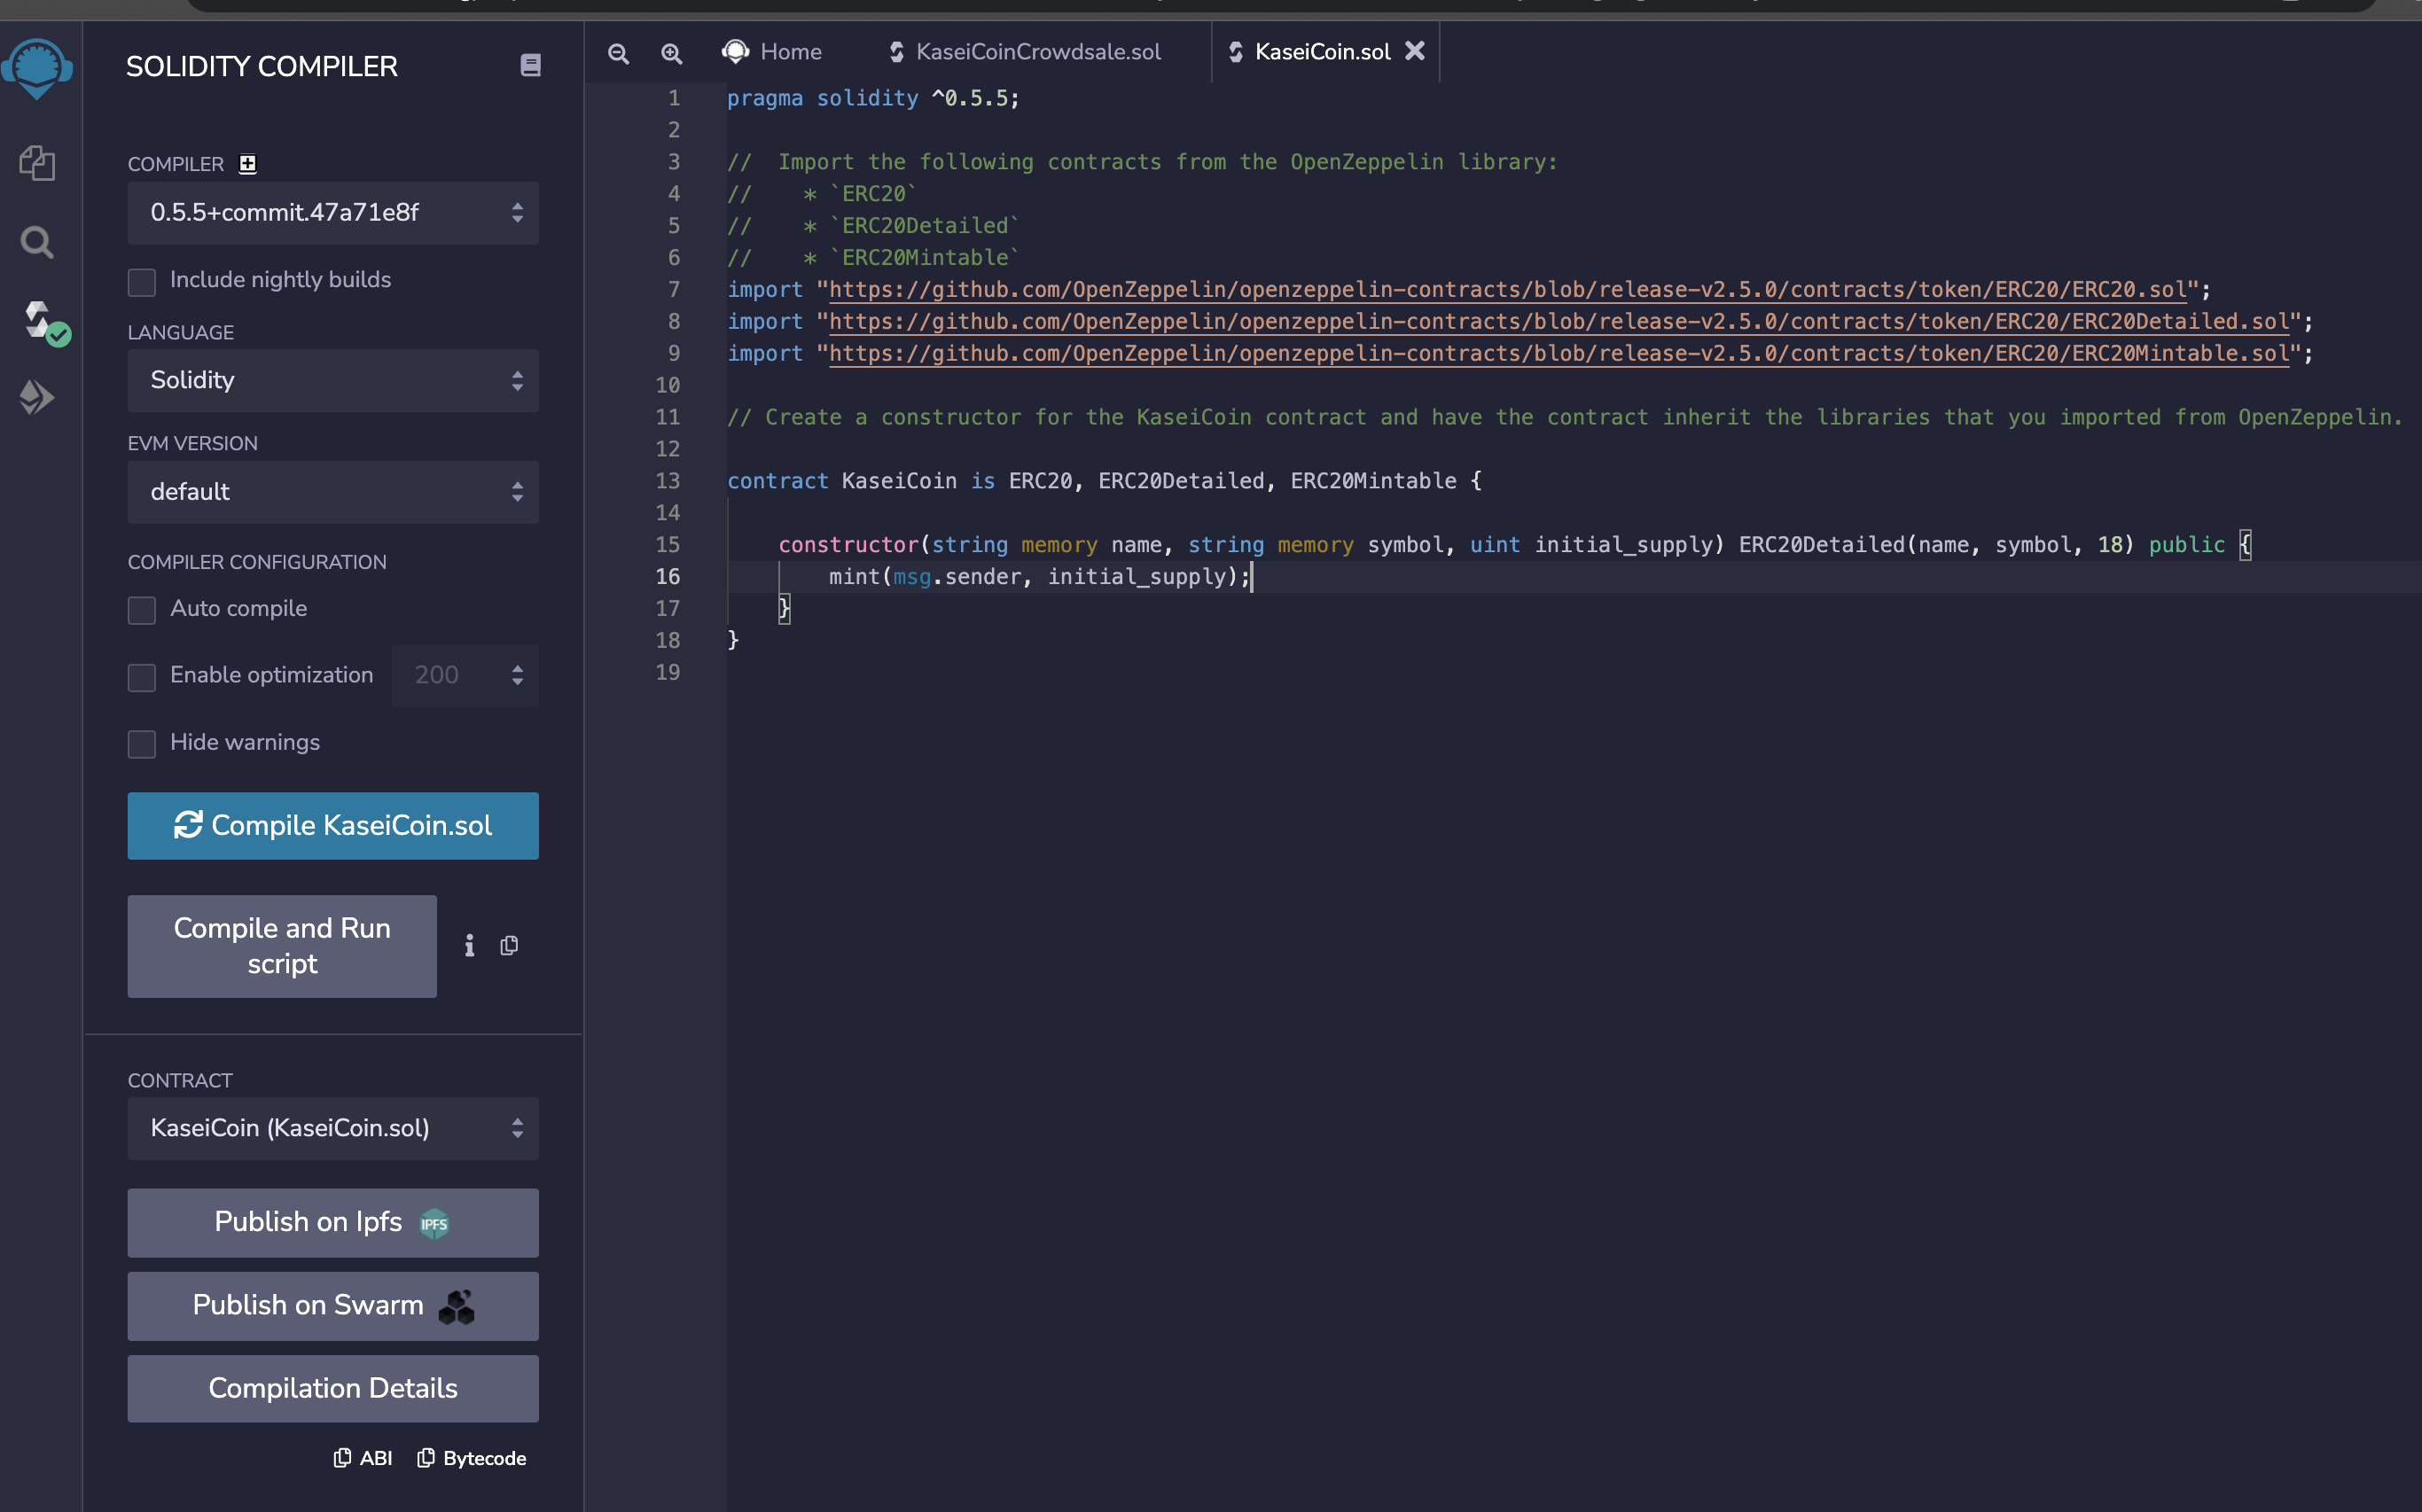 SOLIDITY COMPILER
COMPILER
0.5.5+commit.47a71e8f
Include nightly builds
LANGUAGE
Solidity
EVM VERSION
default
COMPILER CONFIGURATION
Auto compile
Enable optimization 200
Hide warnings
Compile KaseiCoin.sol
Compile and Run
script
CONTRACT
KaseiCoin (KaseiCoin.sol)
Publish on Ipfs IPFS
Publish on Swarm
Compilation Details
ABI Bytecode
Home KaseiCoinCrowdsale.sol KaseiCoin.sol
1 pragma solidity ^0.5.5;
2
3 //  Import the following contracts from the OpenZeppelin library:
4 //    * `ERC20`
5 //    * `ERC20Detailed`
6 //    * `ERC20Mintable`
7 import "https://github.com/OpenZeppelin/openzeppelin-contracts/blob/release-v2.5.0/contracts/token/ERC20/ERC20.sol";
8 import "https://github.com/OpenZeppelin/openzeppelin-contracts/blob/release-v2.5.0/contracts/token/ERC20/ERC20Detailed.sol";
9 import "https://github.com/OpenZeppelin/openzeppelin-contracts/blob/release-v2.5.0/contracts/token/ERC20/ERC20Mintable.sol";
10
11 // Create a constructor for the KaseiCoin contract and have the contract inherit the libraries that you imported from OpenZeppelin.
12
13 contract KaseiCoin is ERC20, ERC20Detailed, ERC20Mintable {
14
15     constructor(string memory name, string memory symbol, uint initial_supply) ERC20Detailed(name, symbol, 18) public {
16         mint(msg.sender, initial_supply);
17     }
18 }
19